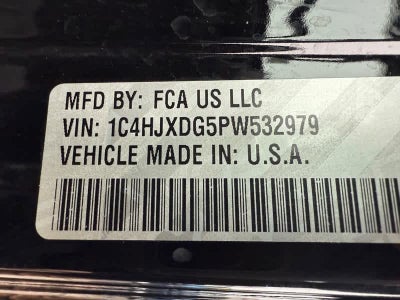 MFD BY: FCA US LLC
VIN: 1C4HJXDG5PW532979
VEHICLE MADE IN: U.S.A.